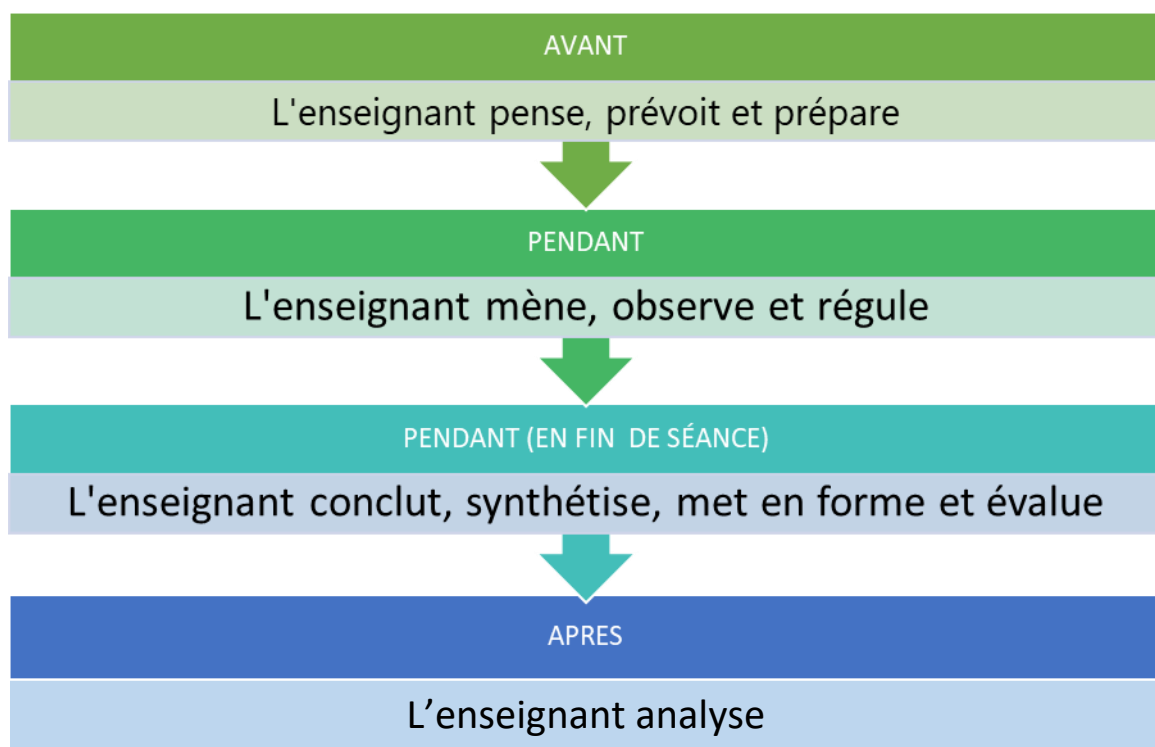 AVANT
L'enseignant pense, prévoit et prépare
PENDANT
L'enseignant mène, observe et régule
PENDANT (EN FIN DE SÉANCE)
L'enseignant conclut, synthétise, met en forme et évalue
APRES
L’enseignant analyse